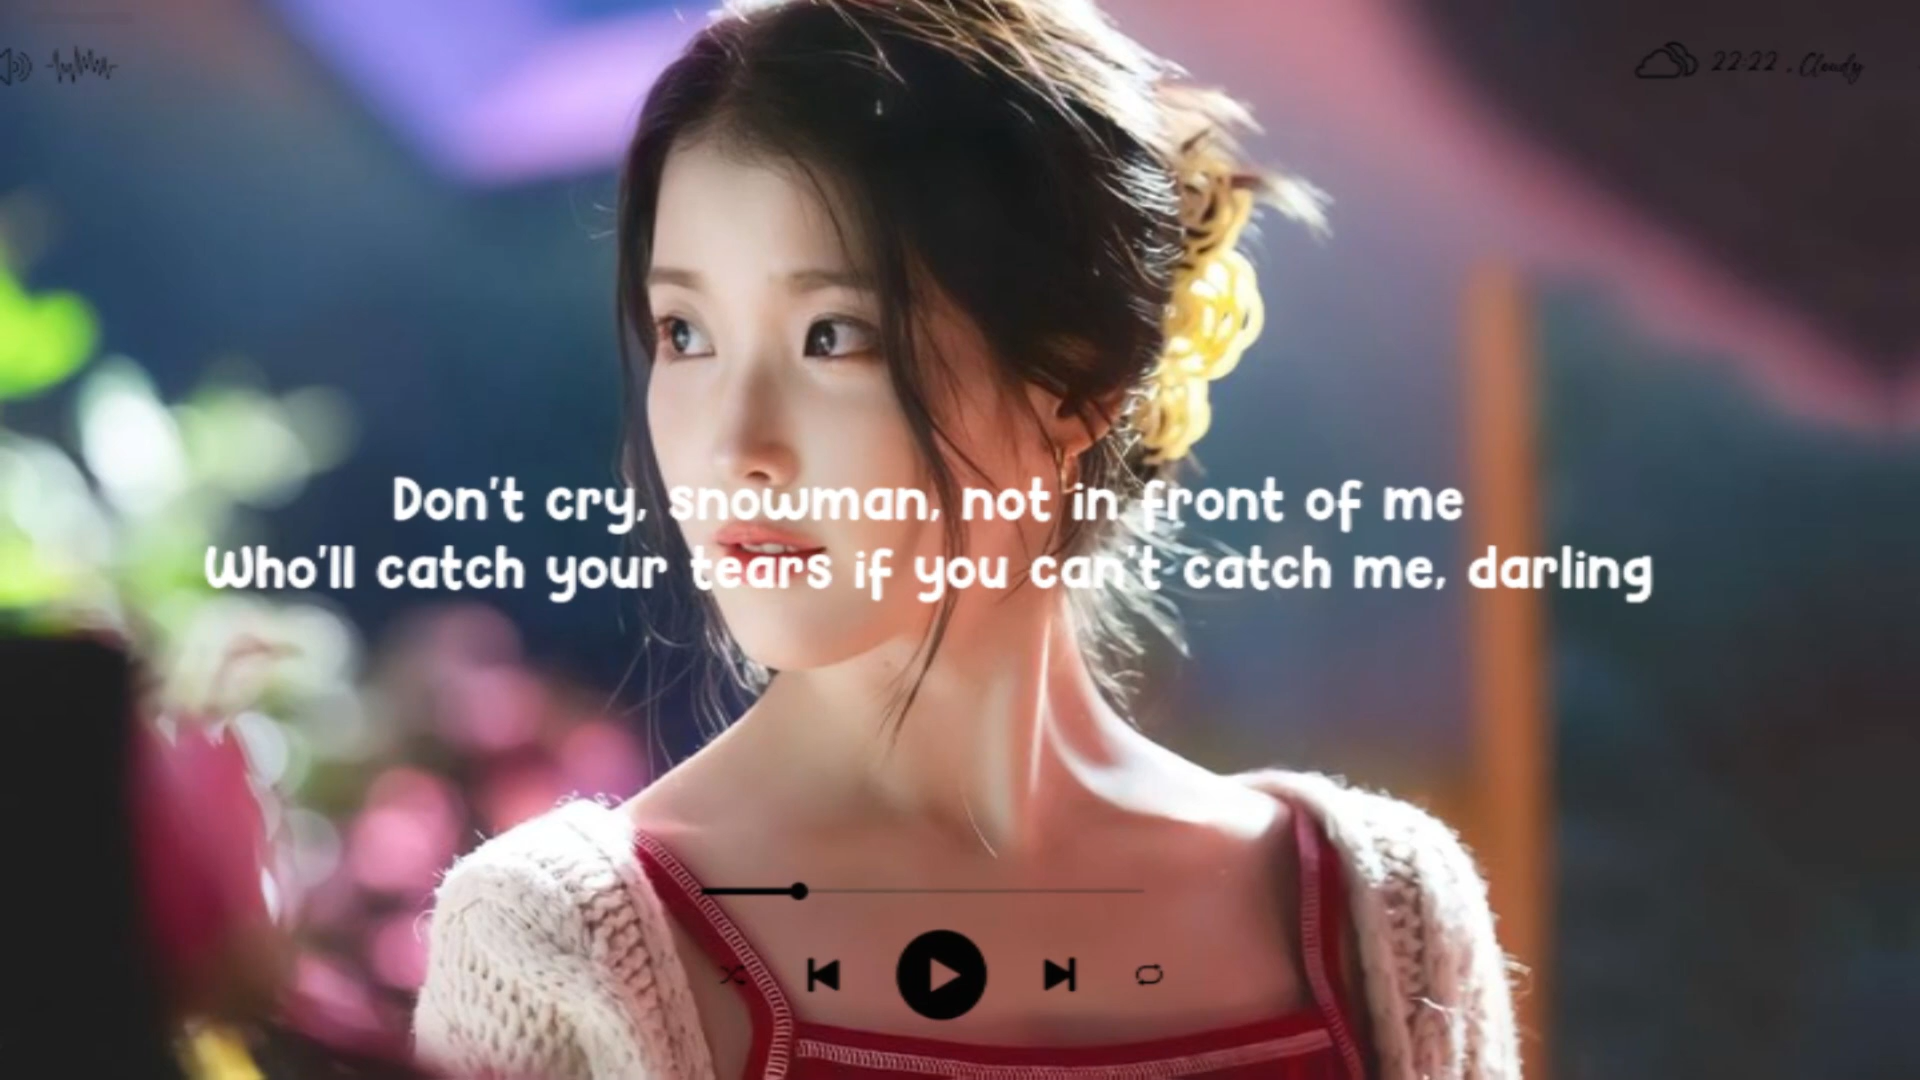 22:22 . Cloudy
Don't cry, snowman, not in front of me
Who'll catch your tears if you can't catch me, darling